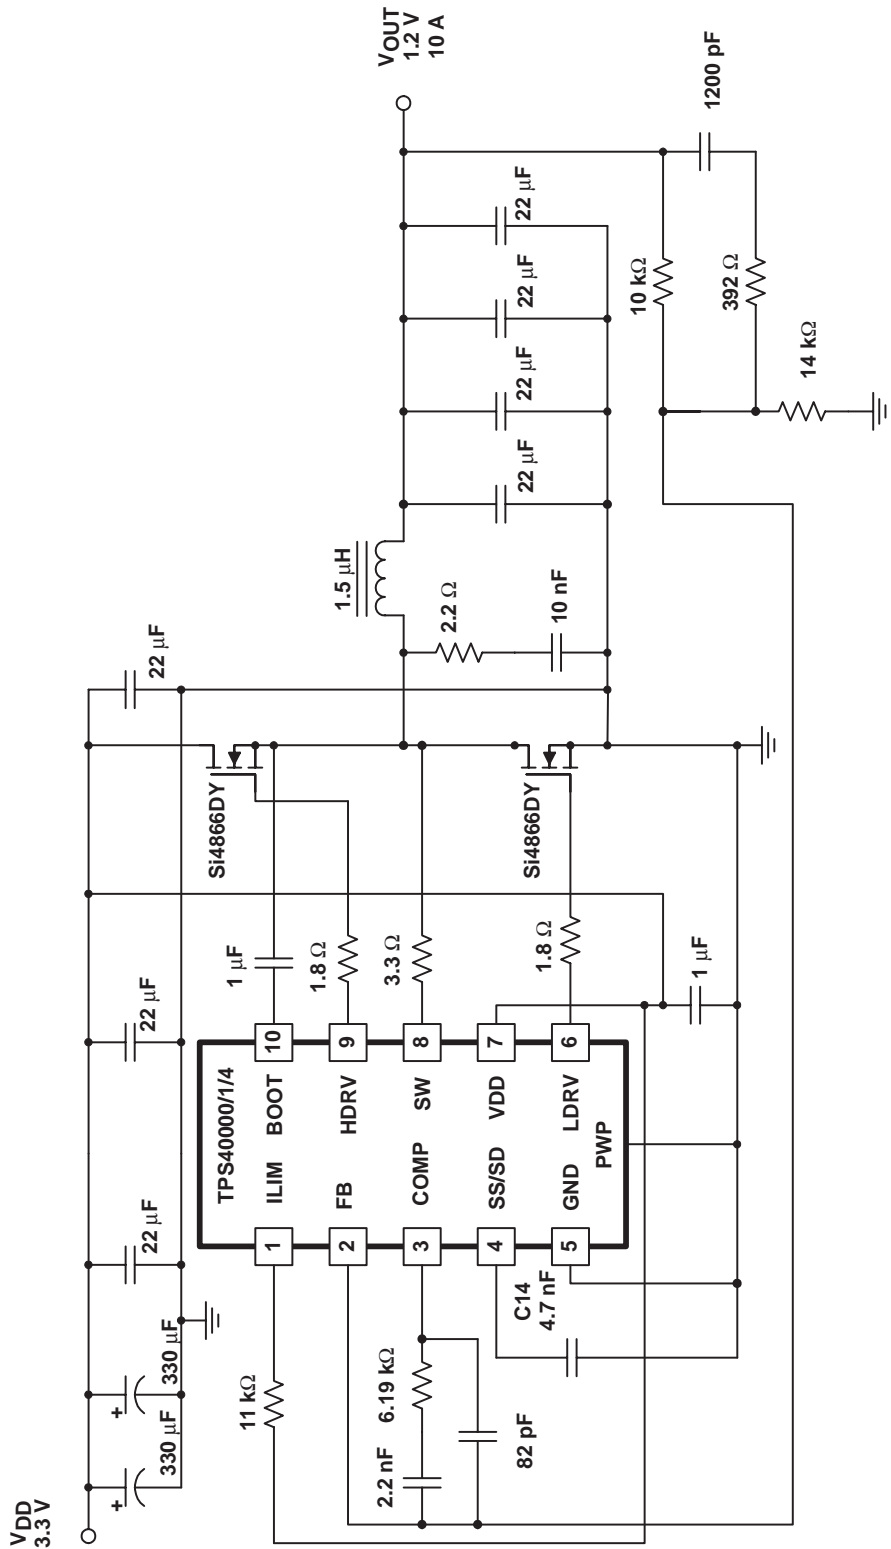 VDD
3.3 V
330 µF
330 µF
22 µF
22 µF
22 µF
11 kΩ
TPS40000/1/4
1
ILIM
BOOT
10
2
FB
HDRV
9
3
COMP
SW
8
4
SS/SD
VDD
7
5
GND
LDRV
6
PWP
2.2 nF
6.19 kΩ
82 pF
C14
4.7 nF
1 µF
1.8 Ω
3.3 Ω
1.8 Ω
1 µF
Si4866DY
Si4866DY
1.5 µH
2.2 Ω
10 nF
22 µF
22 µF
22 µF
22 µF
VOUT
1.2 V
10 A
10 kΩ
392 Ω
14 kΩ
1200 pF